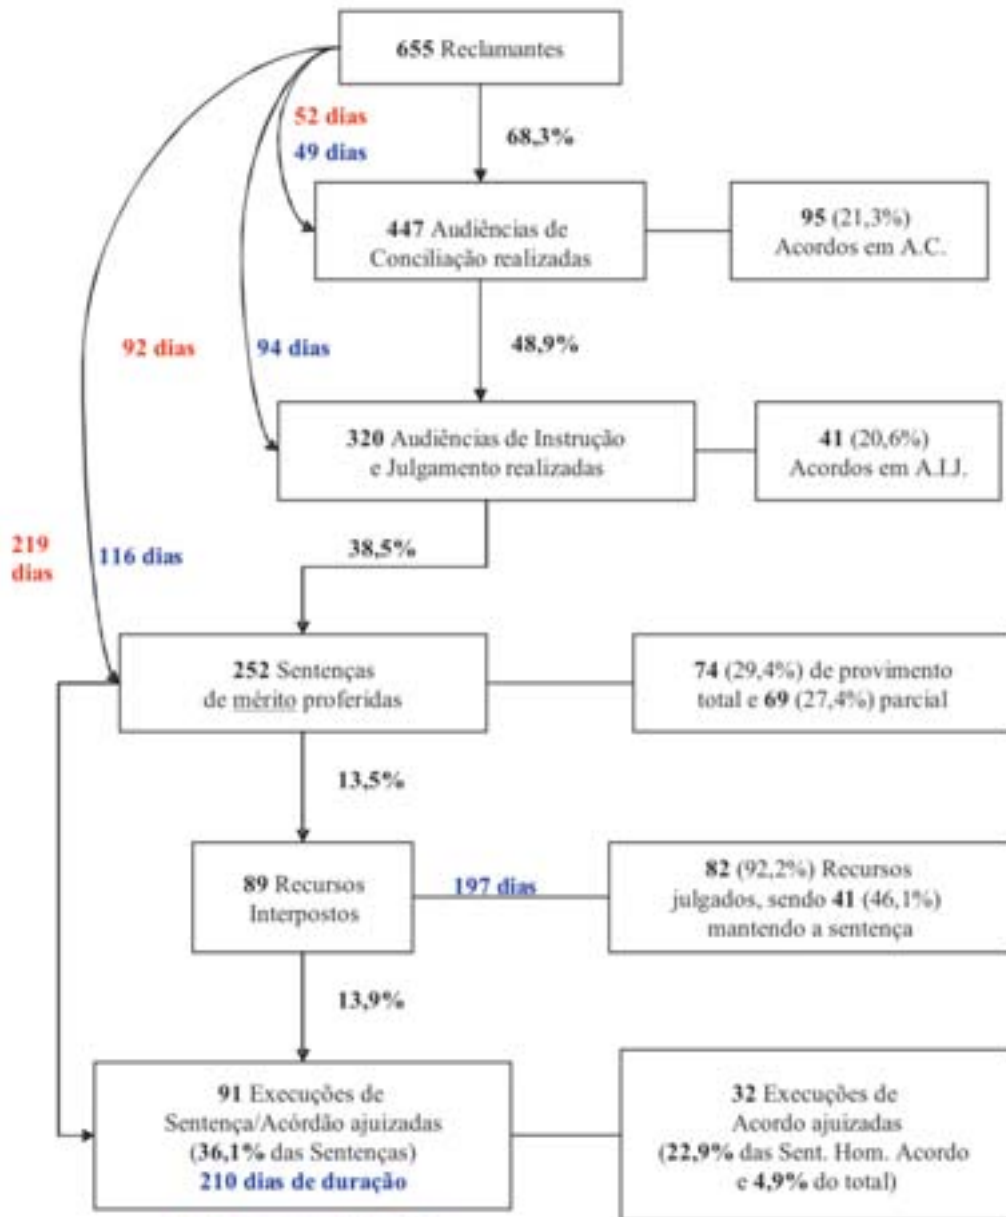 655 Reclamantes
52 dias
49 dias
68,3%
447 Audiências de
Conciliação realizadas
95 (21,3%)
Acordos em A.C.
92 dias
94 dias
48,9%
320 Audiências de Instrução
e Julgamento realizadas
41 (20,6%)
Acordos em A.I.J.
219
dias
116 dias
38,5%
252 Sentenças
de mérito proferidas
74 (29,4%) de provimento
total e 69 (27,4%) parcial
13,5%
89 Recursos
Interpostos
197 dias
82 (92,2%) Recursos
julgados, sendo 41 (46,1%)
mantendo a sentença
13,9%
91 Execuções de
Sentença/Acórdão ajuizadas
(36,1% das Sentenças)
210 dias de duração
32 Execuções de
Acordo ajuizadas
(22,9% das Sent. Hom. Acordo
e 4,9% do total)